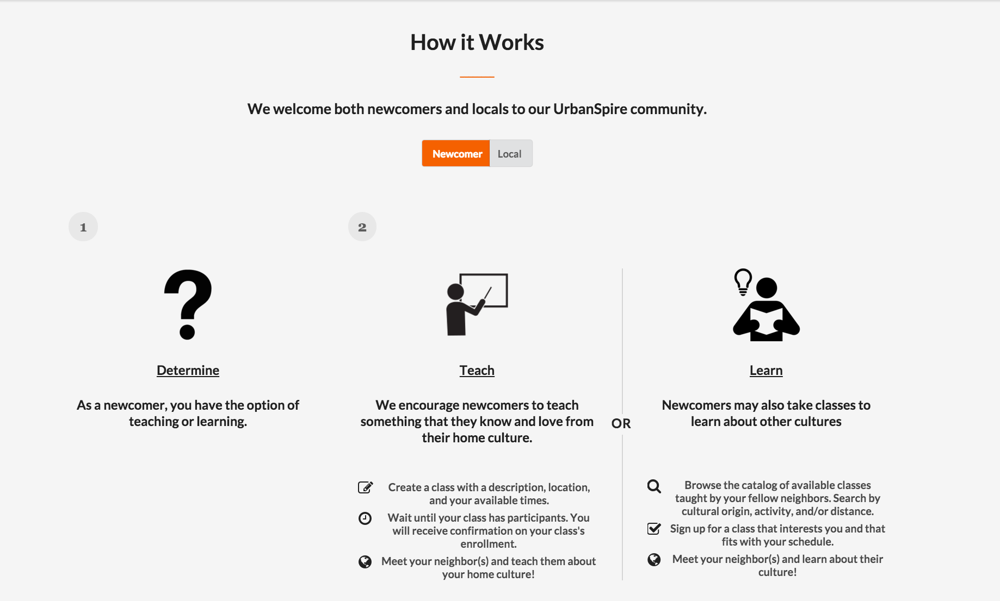 How it Works
We welcome both newcomers and locals to our UrbanSpire community.
Newcomer Local
1
2
Determine
As a newcomer, you have the option of
teaching or learning.
Teach
We encourage newcomers to teach
something that they know and love from
their home culture.
Create a class with a description, location,
and your available times.
Wait until your class has participants. You
will receive confirmation on your class's
enrollment.
Meet your neighbor(s) and teach them about
your home culture!
OR
Learn
Newcomers may also take classes to
learn about other cultures
Browse the catalog of available classes
taught by your fellow neighbors. Search by
cultural origin, activity, and/or distance.
Sign up for a class that interests you and that
fits with your schedule.
Meet your neighbor(s) and learn about their
culture!